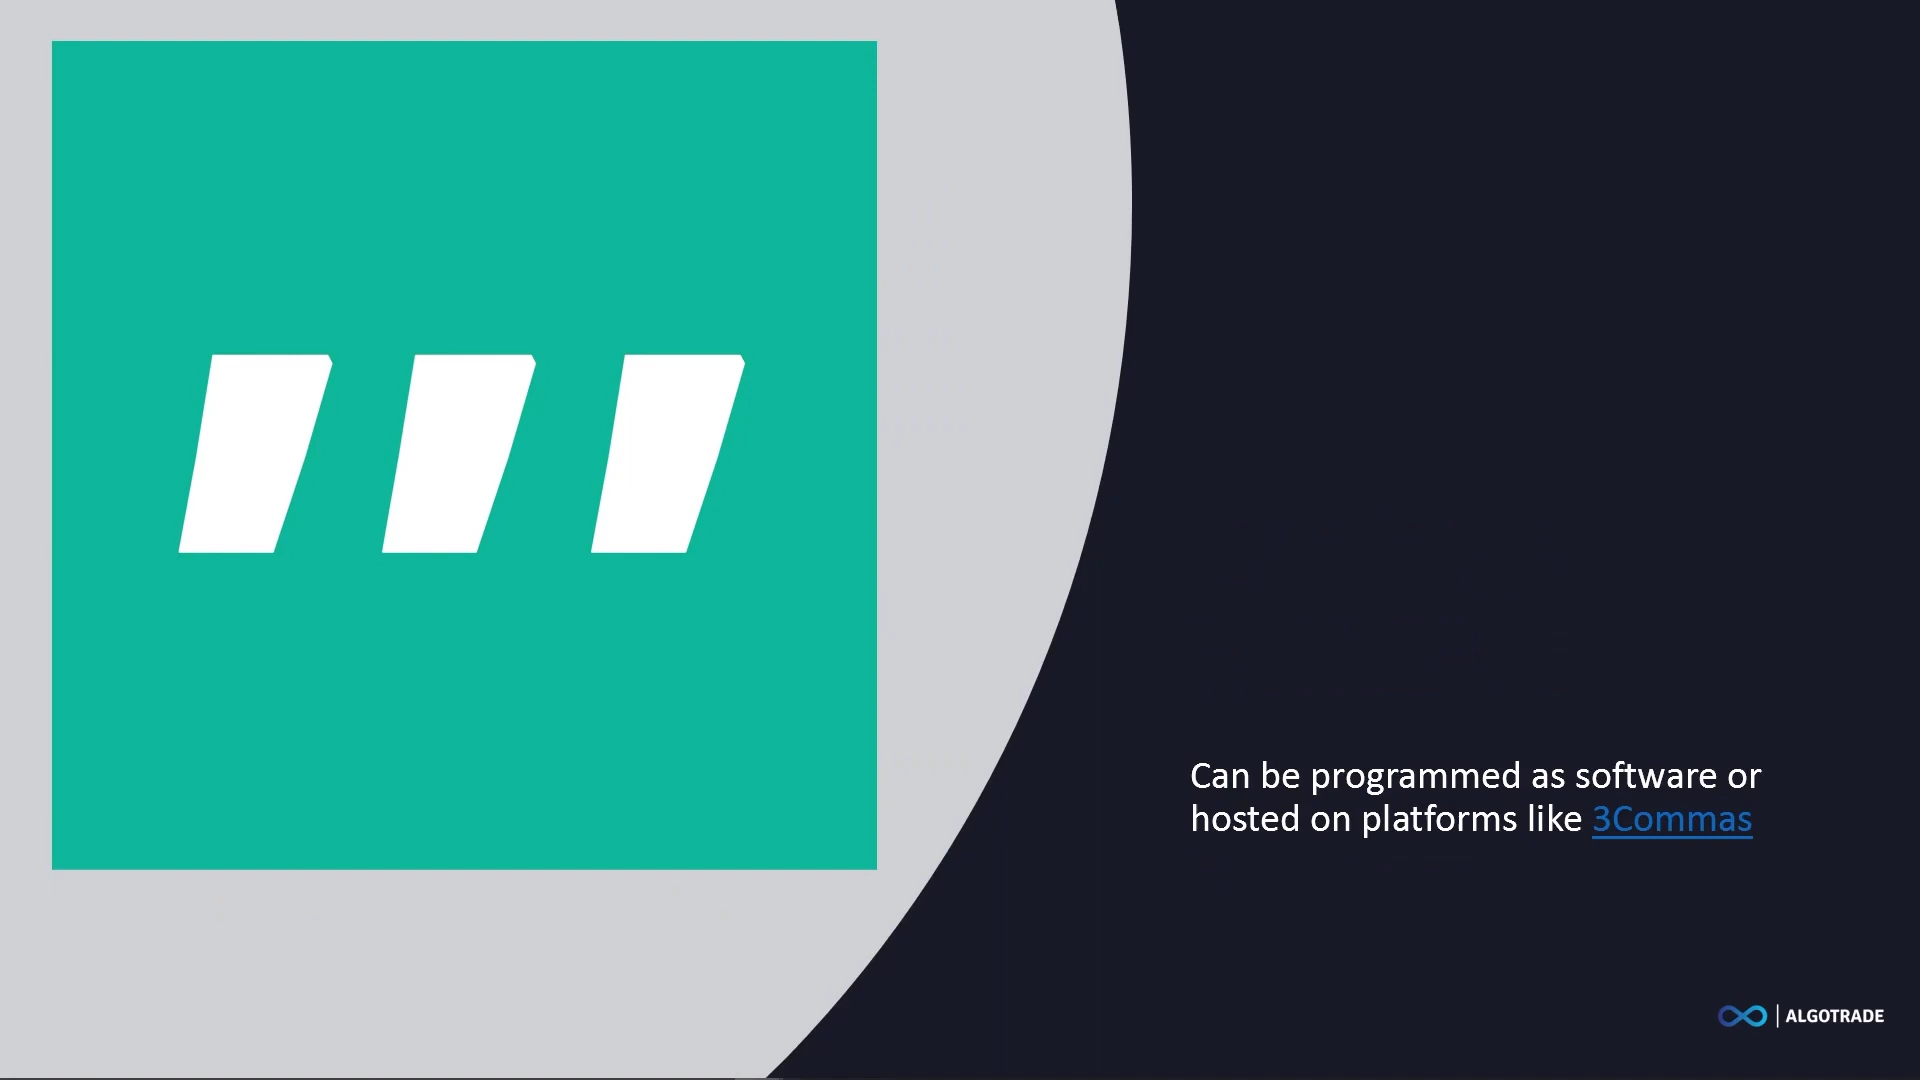 Can be programmed as software or
hosted on platforms like 3Commas
ALGOTRADE